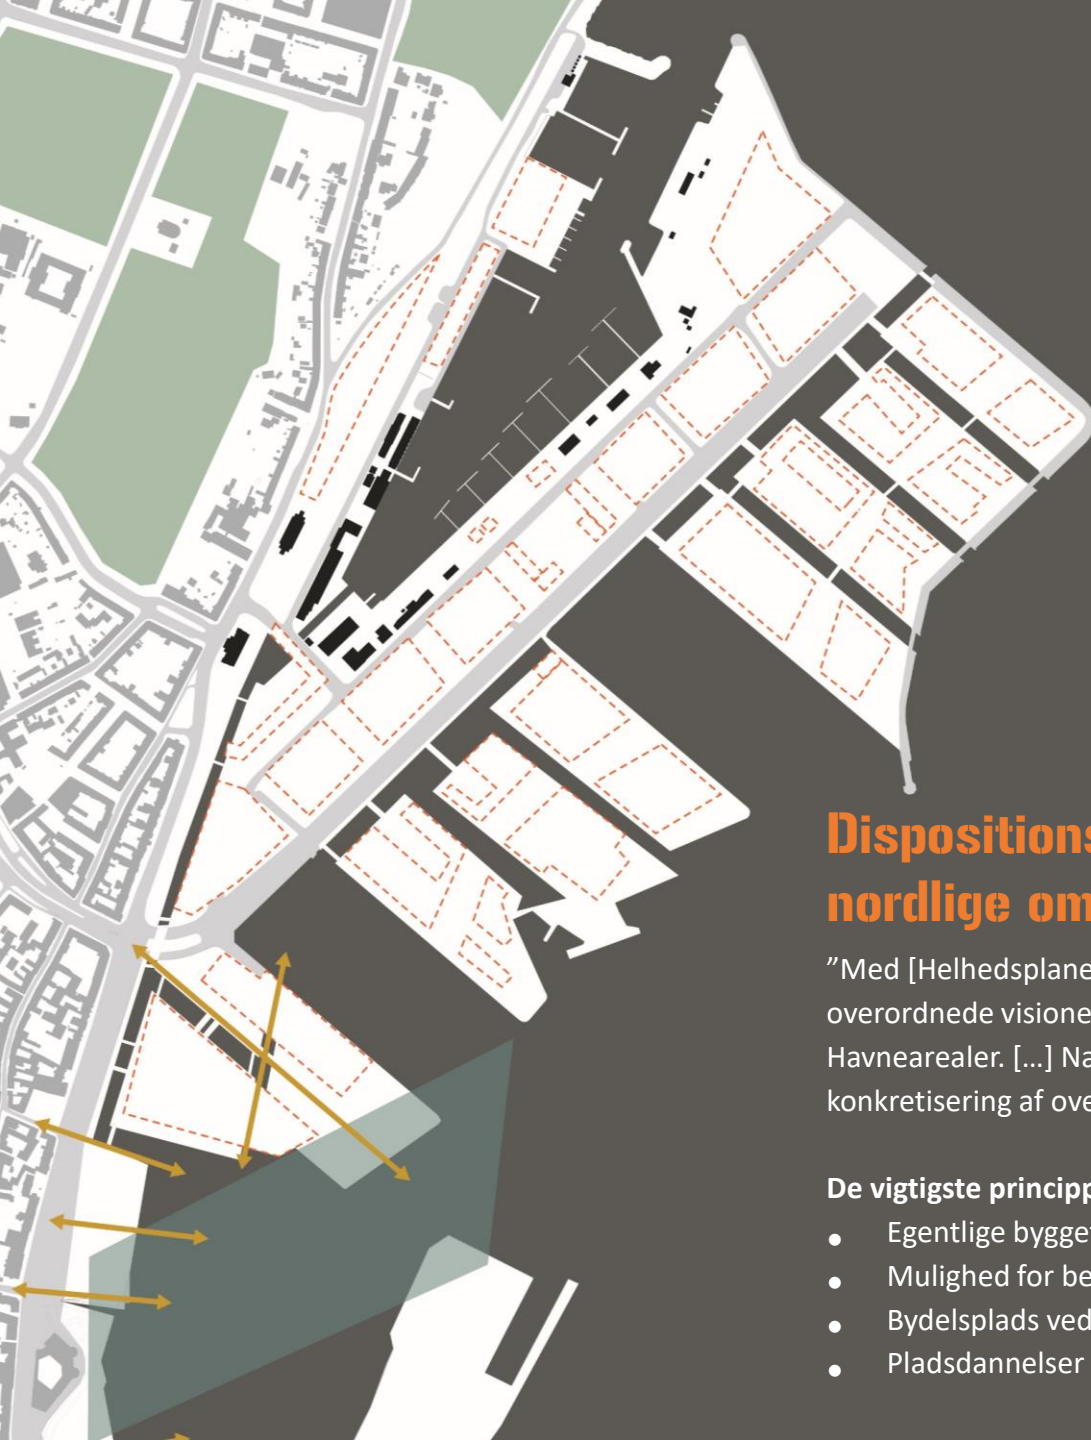 Dispositions
nordlige om
”Med [Helhedsplane
overordnede visione
Havnearealer. […] Na
konkretisering af ove
De vigtigste princip
• Egentlige bygge
• Mulighed for be
• Bydelsplads ved
• Pladsdannelser